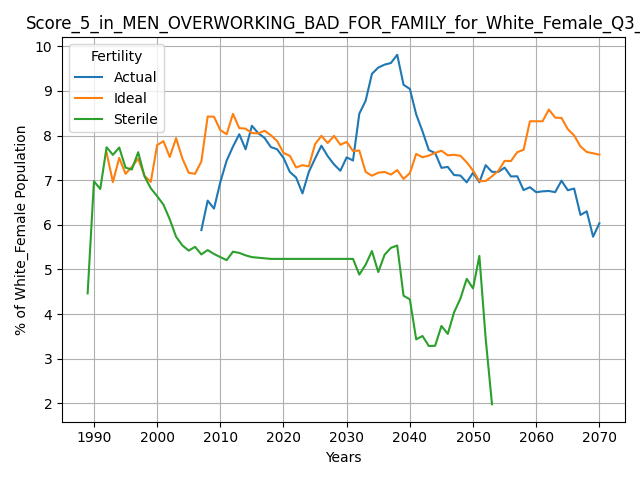 Score_5_in_MEN_OVERWORKING_BAD_FOR_FAMILY_for_White_Female_Q3_
Fertility
Actual
Ideal
Sterile
% of White_Female Population
10
9
8
7
6
5
4
3
2
1990 2000 2010 2020 2030 2040 2050 2060 2070
Years